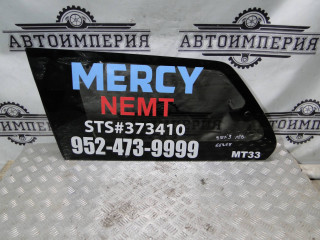 АВТОИМПЕРИЯ
АВТОИМПЕРИЯ
MERCY
NEMT
STS#373410
952-473-9999
MT33